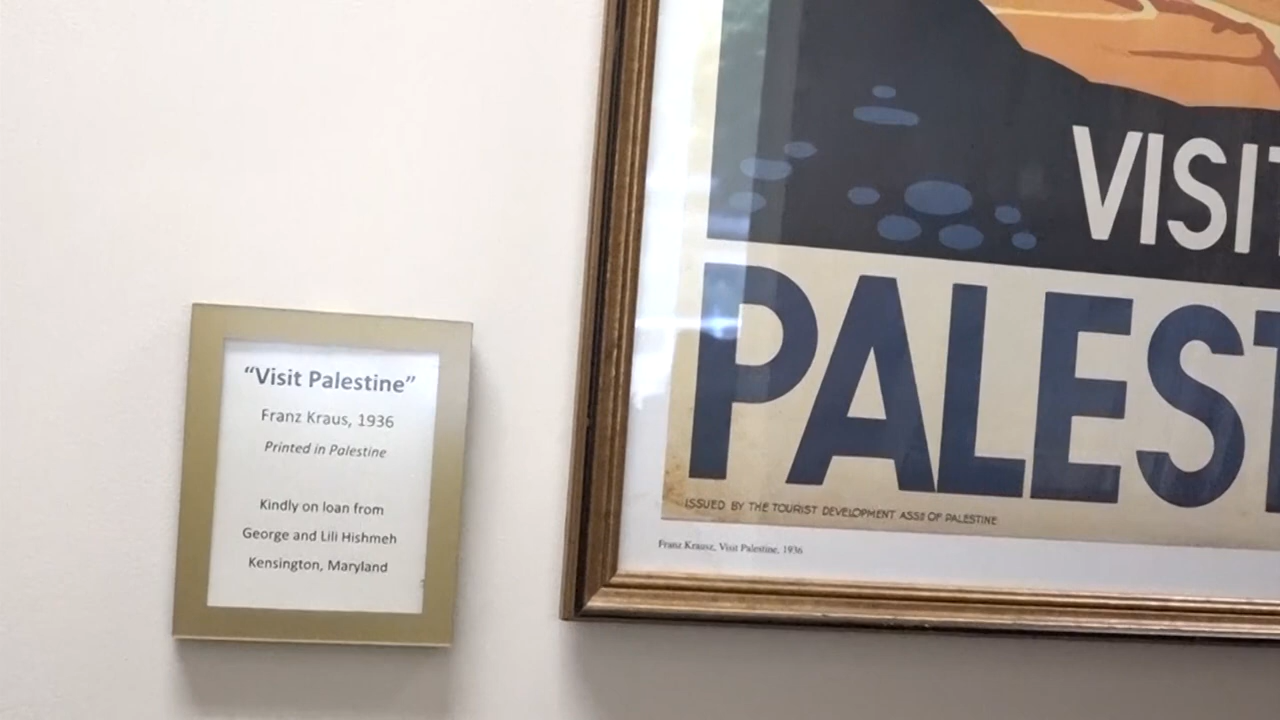 "Visit Palestine"
Franz Kraus, 1936
Printed in Palestine
Kindly on loan from
George and Lili Hishmeh
Kensington, Maryland
VISIT
PALEST
ISSUED BY THE TOURIST DEVELOPMENT ASSN OF PALESTINE
Franz Krausz, Visit Palestine, 1936